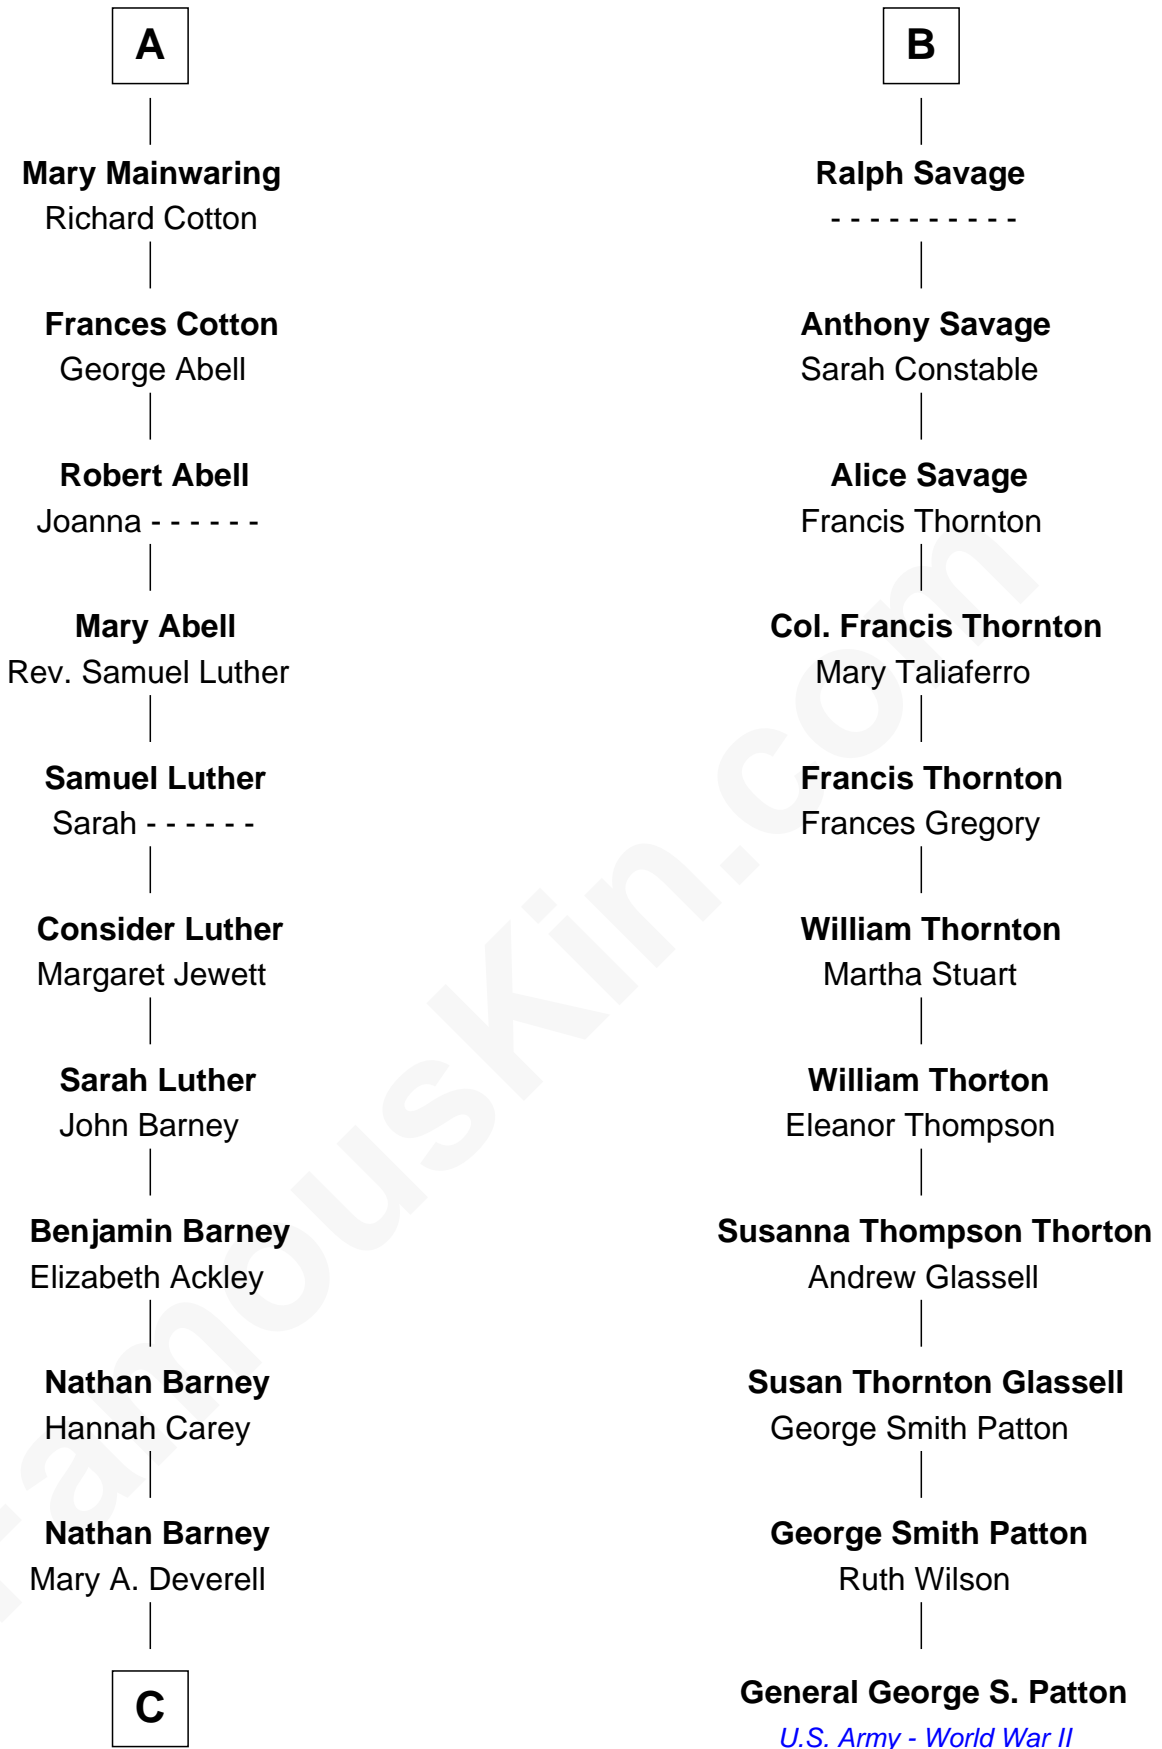 A
Mary Mainwaring
Richard Cotton
Frances Cotton
George Abell
Robert Abell
Joanna - - - - - -
Mary Abell
Rev. Samuel Luther
Samuel Luther
Sarah - - - - - -
Consider Luther
Margaret Jewett
Sarah Luther
John Barney
Benjamin Barney
Elizabeth Ackley
Nathan Barney
Hannah Carey
Nathan Barney
Mary A. Deverell
C
B
Ralph Savage
- - - - - - - - - -
Anthony Savage
Sarah Constable
Alice Savage
Francis Thornton
Col. Francis Thornton
Mary Taliaferro
Francis Thornton
Frances Gregory
William Thornton
Martha Stuart
William Thorton
Eleanor Thompson
Susanna Thompson Thorton
Andrew Glassell
Susan Thornton Glassell
George Smith Patton
George Smith Patton
Ruth Wilson
General George S. Patton
U.S. Army - World War II
FamousKin.com